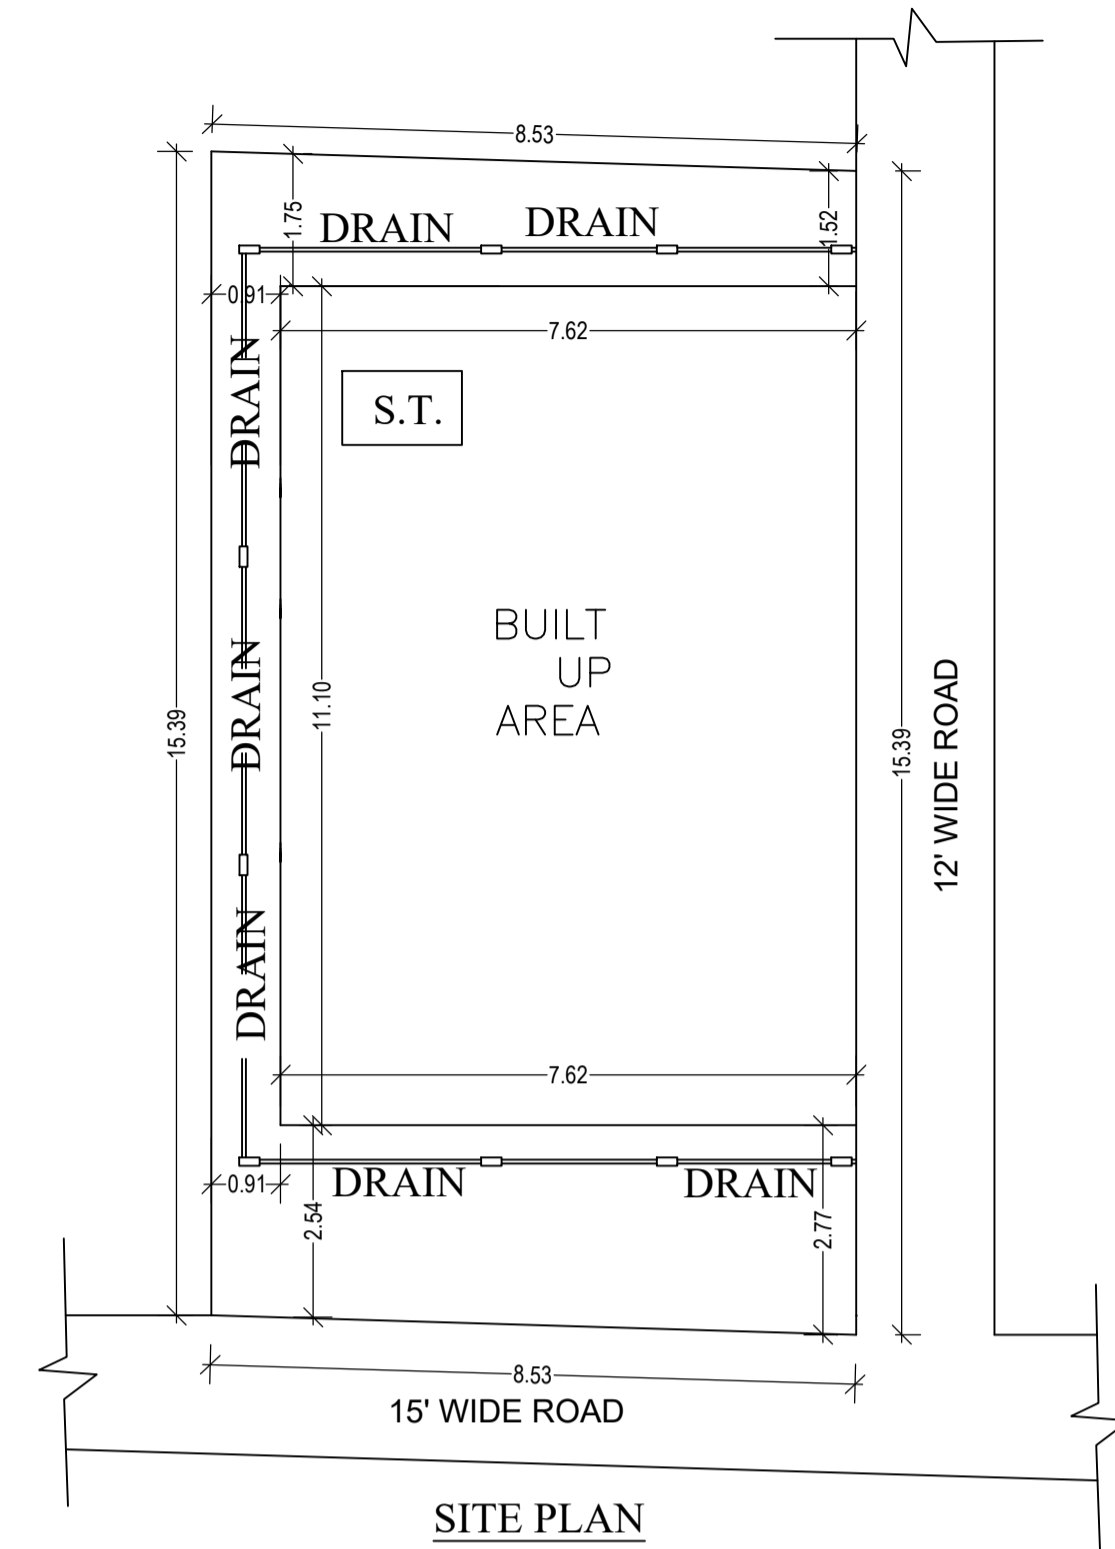 8.53
1.75
DRAIN
DRAIN
1.52
0.91
7.62
DRAIN
S.T.
BUILT
UP
AREA
DRAIN
11.10
15.39
15.39
12' WIDE ROAD
DRAIN
7.62
0.91
DRAIN
DRAIN
2.54
2.77
8.53
15' WIDE ROAD
SITE PLAN